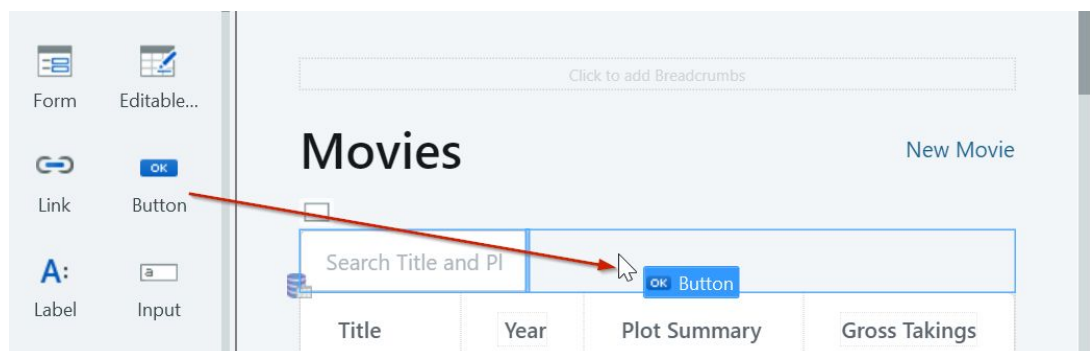 Form Editable...
Link Button
Label Input
Click to add Breadcrumbs
Movies
New Movie
Search Title and Pl
OK Button
Title Year Plot Summary Gross Takings
OK
A:
a